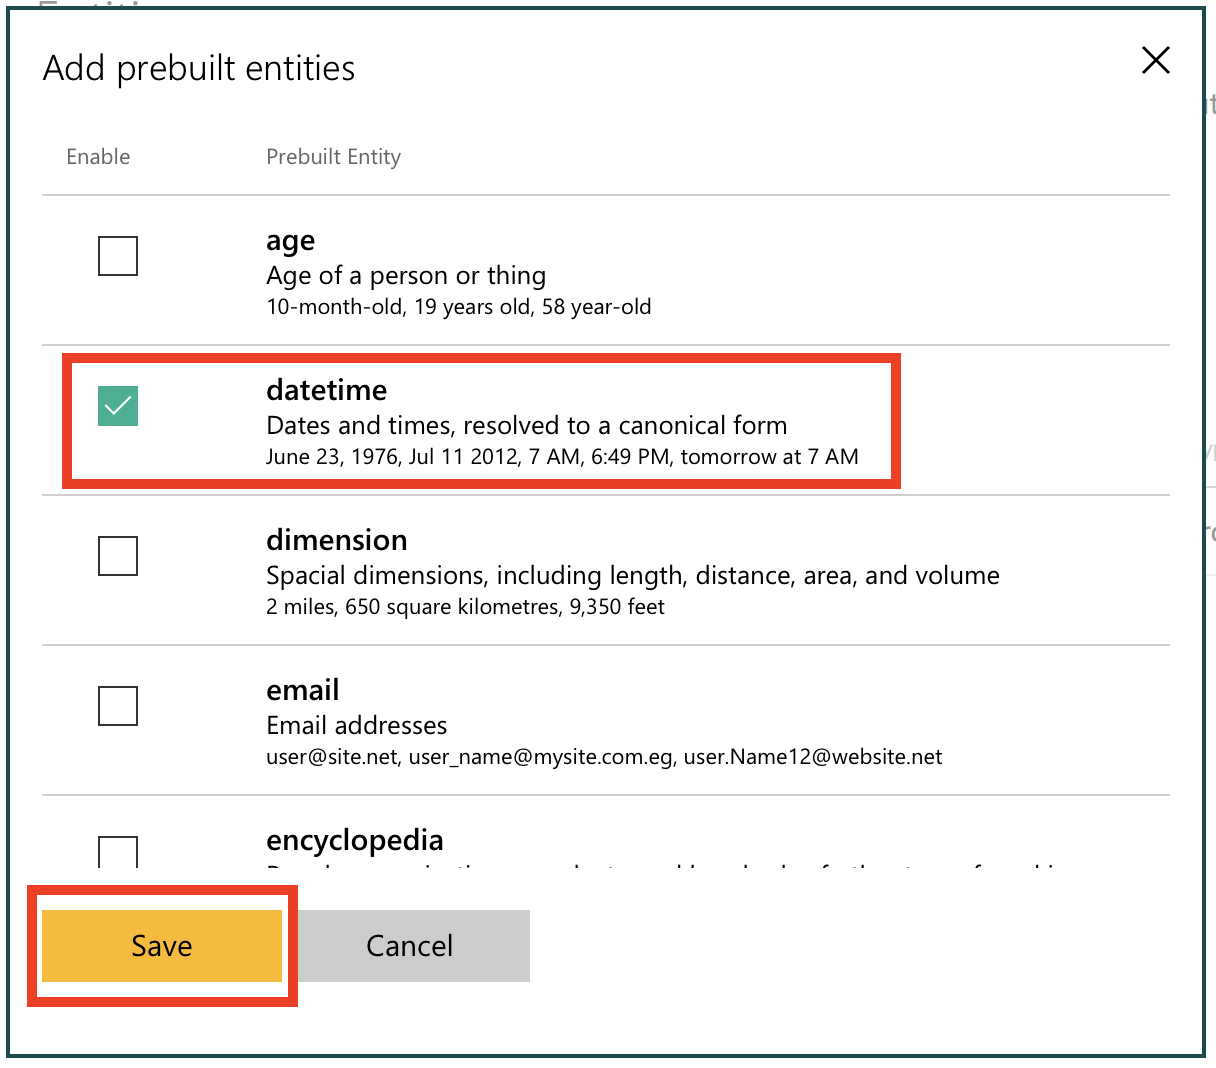 Add prebuilt entities
Enable
Prebuilt Entity
age
Age of a person or thing
10-month-old, 19 years old, 58 year-old
datetime
Dates and times, resolved to a canonical form
June 23, 1976, Jul 11 2012, 7 AM, 6:49 PM, tomorrow at 7 AM
dimension
Spacial dimensions, including length, distance, area, and volume
2 miles, 650 square kilometres, 9,350 feet
email
Email addresses
user@site.net, user_name@mysite.com.eg, user.Name12@website.net
encyclopedia
Save
Cancel